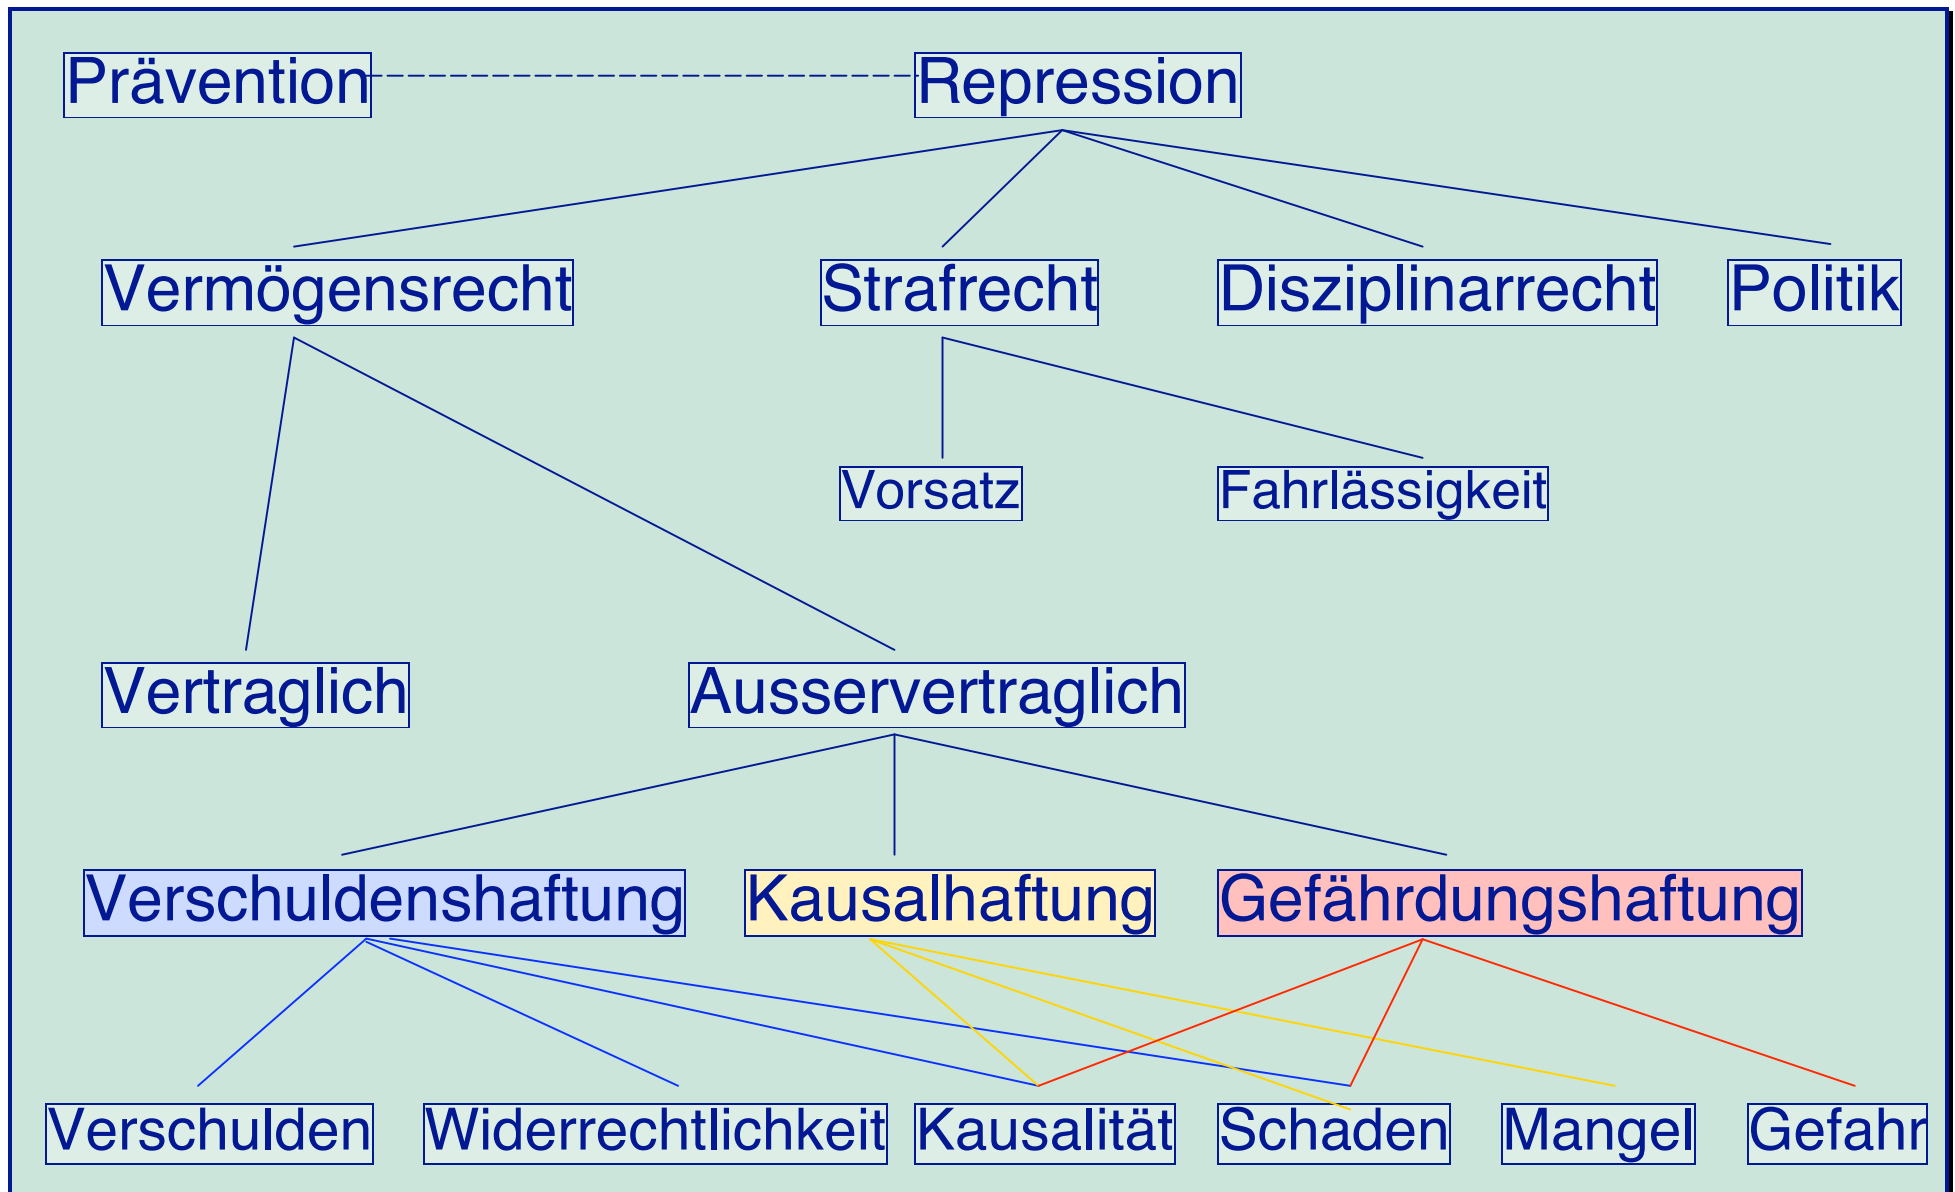 Prävention
Repression
Vermögensrecht
Strafrecht
Disziplinarrecht
Politik
Vorsatz
Fahrlässigkeit
Vertraglich
Ausservertraglich
Verschuldenshaftung
Kausalhaftung
Gefährdungshaftung
Verschulden
Widerrechtlichkeit
Kausalität
Schaden
Mangel
Gefahr